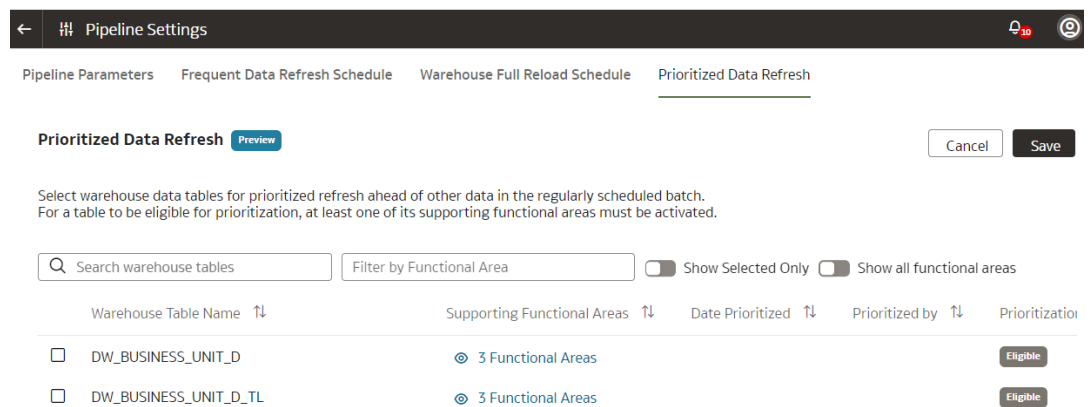 Pipeline Settings
10
Pipeline Parameters Frequent Data Refresh Schedule Warehouse Full Reload Schedule Prioritized Data Refresh
Prioritized Data Refresh Preview
Cancel Save
Select warehouse data tables for prioritized refresh ahead of other data in the regularly scheduled batch.
For a table to be eligible for prioritization, at least one of its supporting functional areas must be activated.
Search warehouse tables Filter by Functional Area Show Selected Only Show all functional areas
Warehouse Table Name Supporting Functional Areas Date Prioritized Prioritized by Prioritization
DW_BUSINESS_UNIT_D 3 Functional Areas Eligible
DW_BUSINESS_UNIT_D_TL 3 Functional Areas Eligible